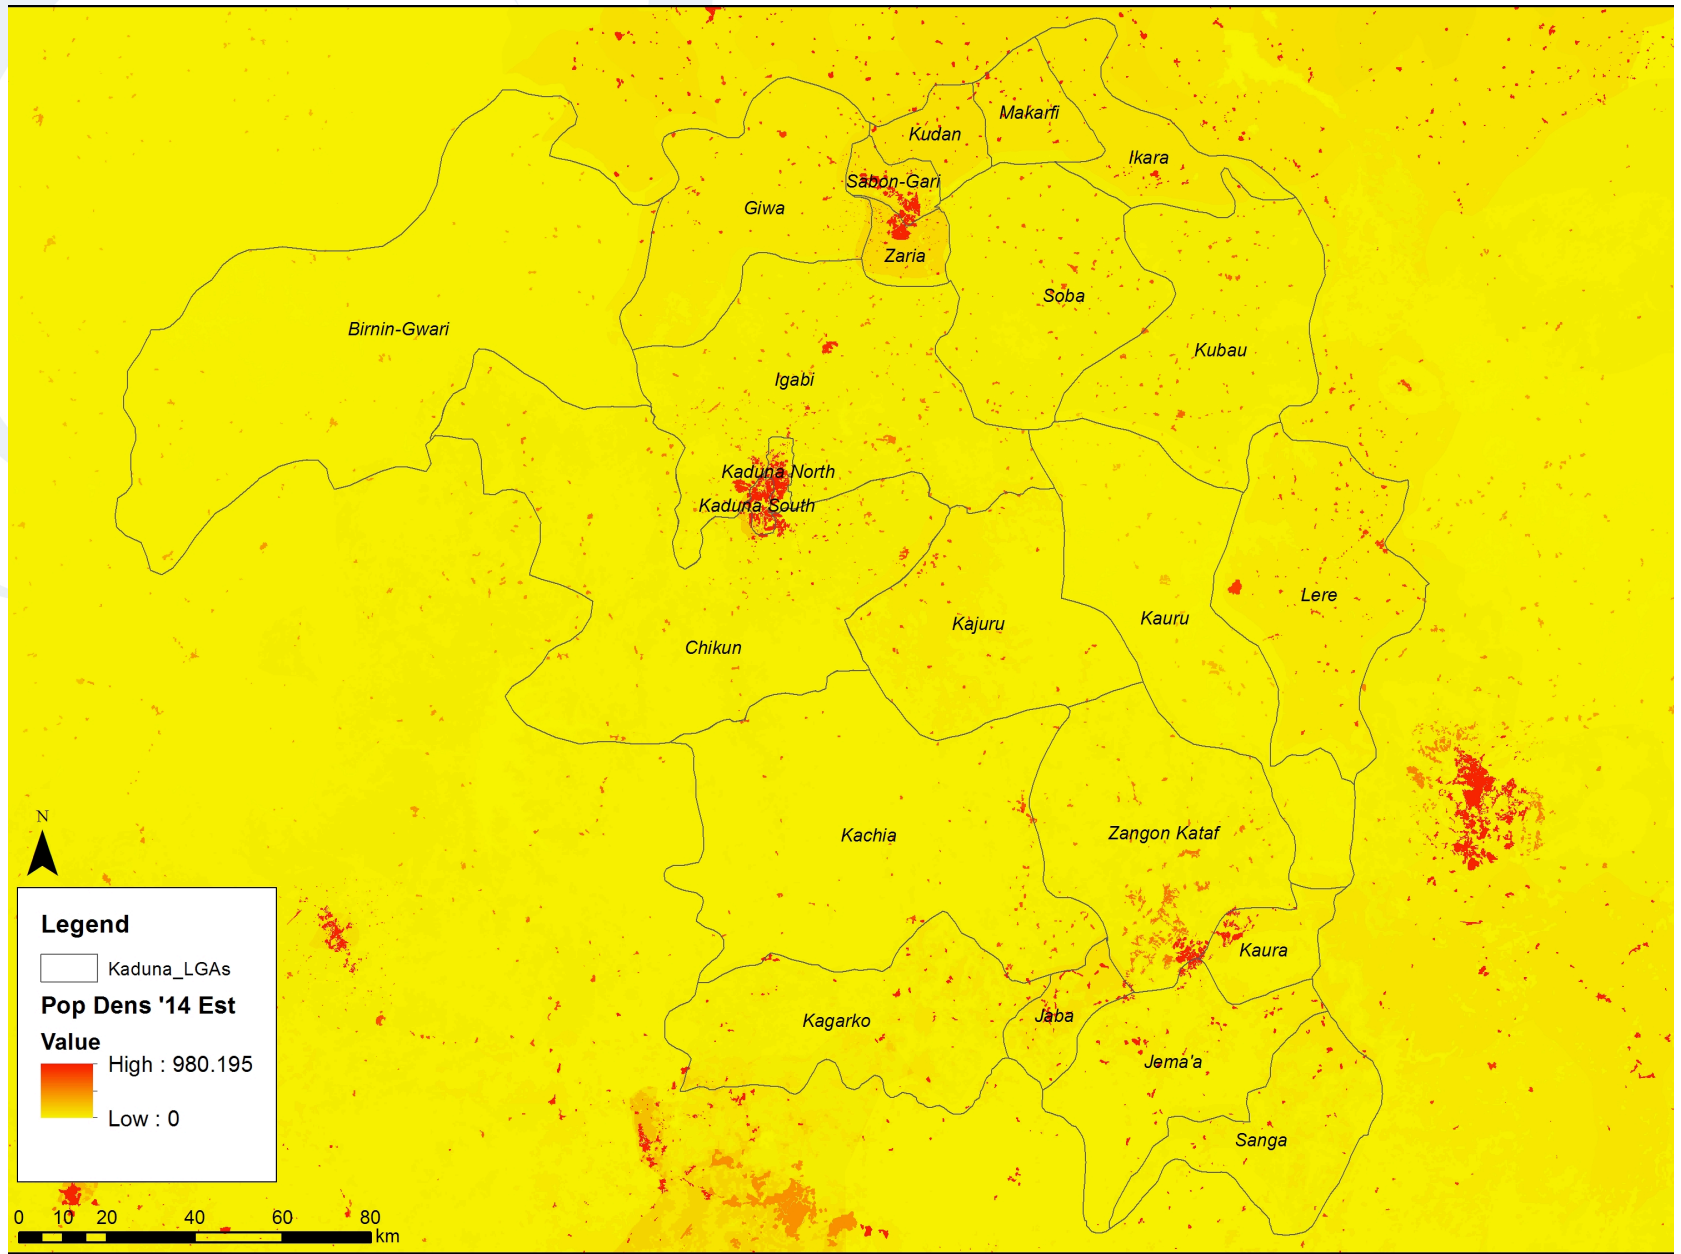 Makarfi
Kudan
Ikara
Sabon-Gari
Giwa
Zaria
Soba
Birnin-Gwari
Kubau
Igabi
Kaduna North
Kaduna South
Lere
Kauru
Kajuru
Chikun
Kachia
Zangon Kataf
Kaura
Jaba
Kagarko
Jema'a
Sanga
N
Legend
Kaduna_LGAs
Pop Dens '14 Est
Value
High : 980.195
Low : 0
0 10 20 40 60 80
km